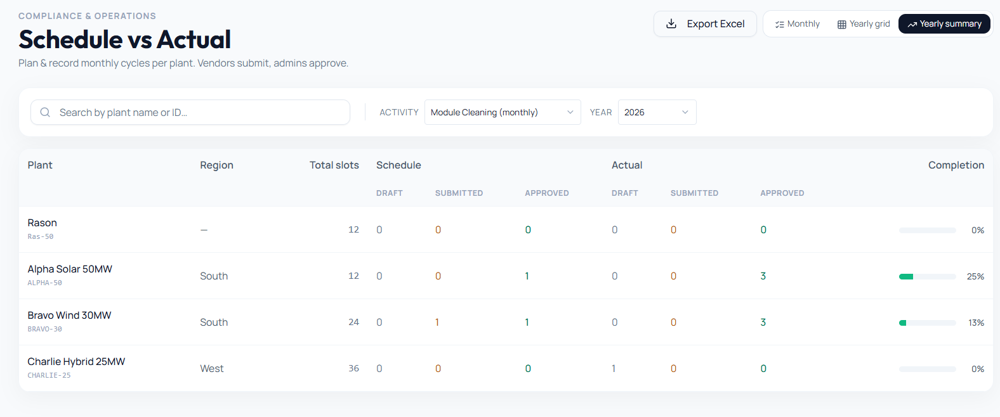 COMPLIANCE & OPERATIONS
Schedule vs Actual
Plan & record monthly cycles per plant. Vendors submit, admins approve.
Export Excel
Monthly
Yearly grid
Yearly summary
Search by plant name or ID...
ACTIVITY
Module Cleaning (monthly)
YEAR
2026
Plant Region Total slots Schedule Actual Completion
DRAFT SUBMITTED APPROVED DRAFT SUBMITTED APPROVED
Rason
Ras-50
— 12 0 0 0 0 0 0 0%
Alpha Solar 50MW
ALPHA-50
South 12 0 0 1 0 0 3 25%
Bravo Wind 30MW
BRAVO-30
South 24 0 1 1 0 0 3 13%
Charlie Hybrid 25MW
CHARLIE-25
West 36 0 0 0 1 0 0 0%